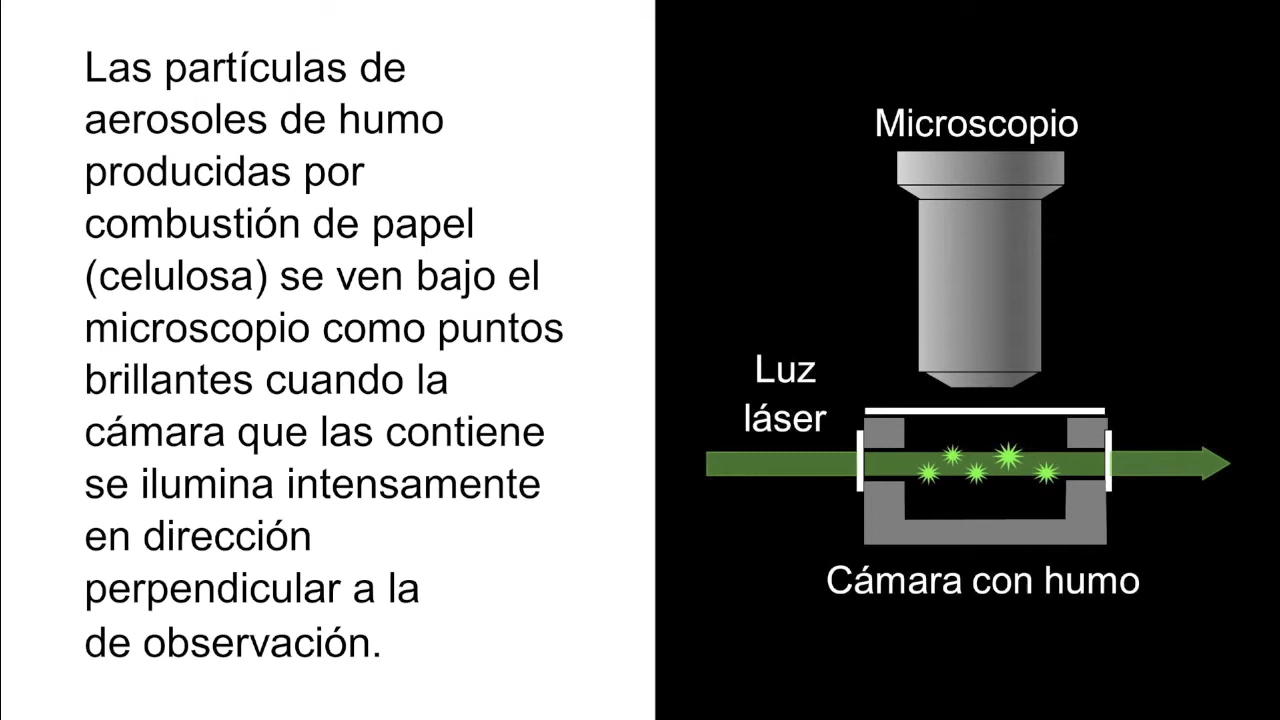 Las partículas de
aerosoles de humo
producidas por
combustión de papel
(celulosa) se ven bajo el
microscopio como puntos
brillantes cuando la
cámara que las contiene
se ilumina intensamente
en dirección
perpendicular a la
de observación.
Microscopio
Luz
láser
Cámara con humo